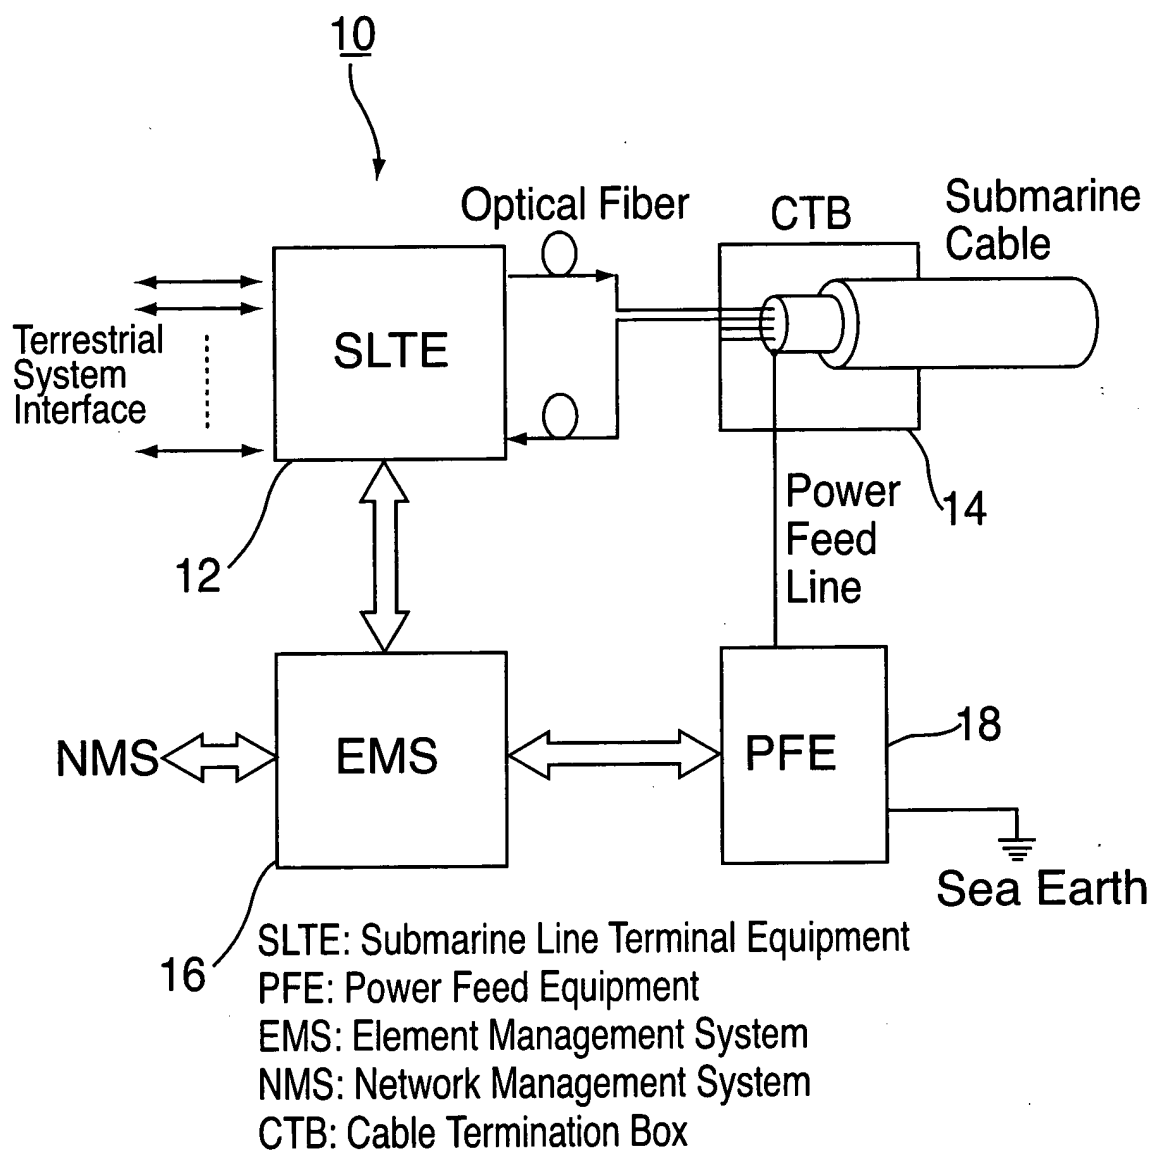 10
Optical Fiber
CTB
Submarine
Cable
SLTE
Terrestrial
System
Interface
12
14
Power
Feed
Line
NMS
EMS
PFE
18
Sea Earth
16
SLTE: Submarine Line Terminal Equipment
PFE: Power Feed Equipment
EMS: Element Management System
NMS: Network Management System
CTB: Cable Termination Box